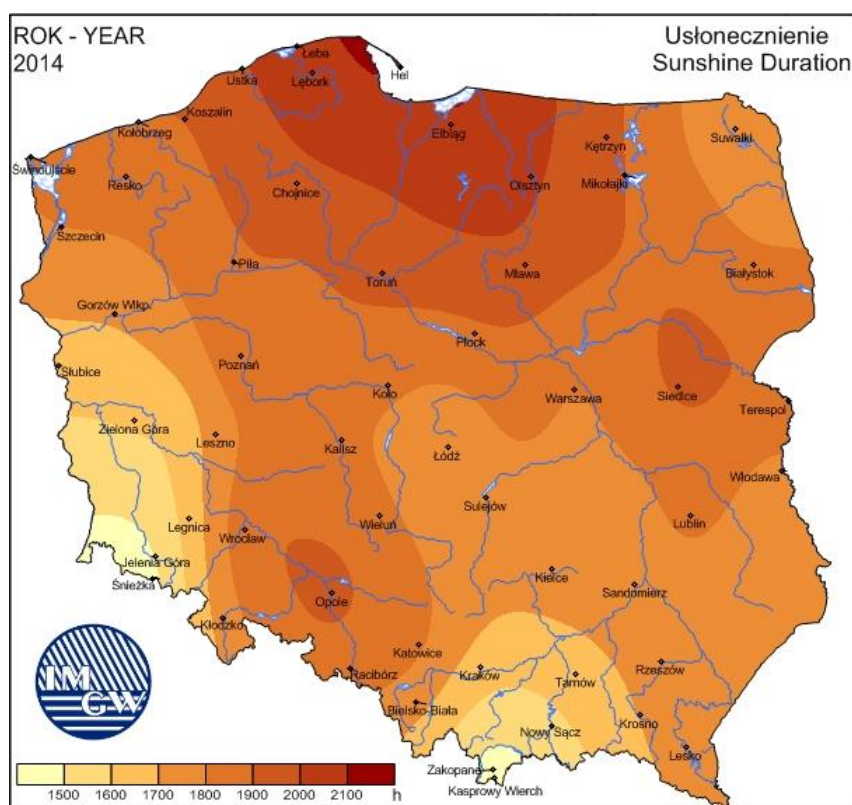 ROK - YEAR
2014
Usłonecznienie
Sunshine Duration
Łeba
Hel
Ustka
Lębork
Koszalin
Kołobrzeg
Elbląg
Suwałki
Kętrzyn
Świnoujście
Resko
Chojnice
Olsztyn
Mikołajki
Szczecin
Piła
Toruń
Mława
Białystok
Gorzów Wlkp.
Płock
Słubice
Poznań
Koło
Warszawa
Siedlce
Terespol
Zielona Góra
Leszno
Kalisz
Łódź
Włodawa
Sulejów
Legnica
Wrocław
Wieluń
Lublin
Jelenia Góra
Śnieżka
Opole
Kielce
Sandomierz
Kłodzko
Katowice
Racibórz
Kraków
Tarnów
Rzeszów
Bielsko-Biała
Nowy Sącz
Krosno
Lesko
Zakopane
Kasprowy Wierch
IM
GW
1500 1600 1700 1800 1900 2000 2100 h